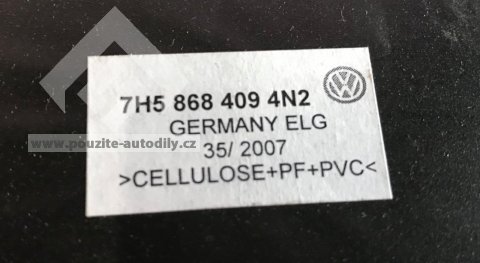 7H5 868 409 4N2
GERMANY ELG
www.pouzite-autodily.cz
35/ 2007
>CELLULOSE+PF+PVC<